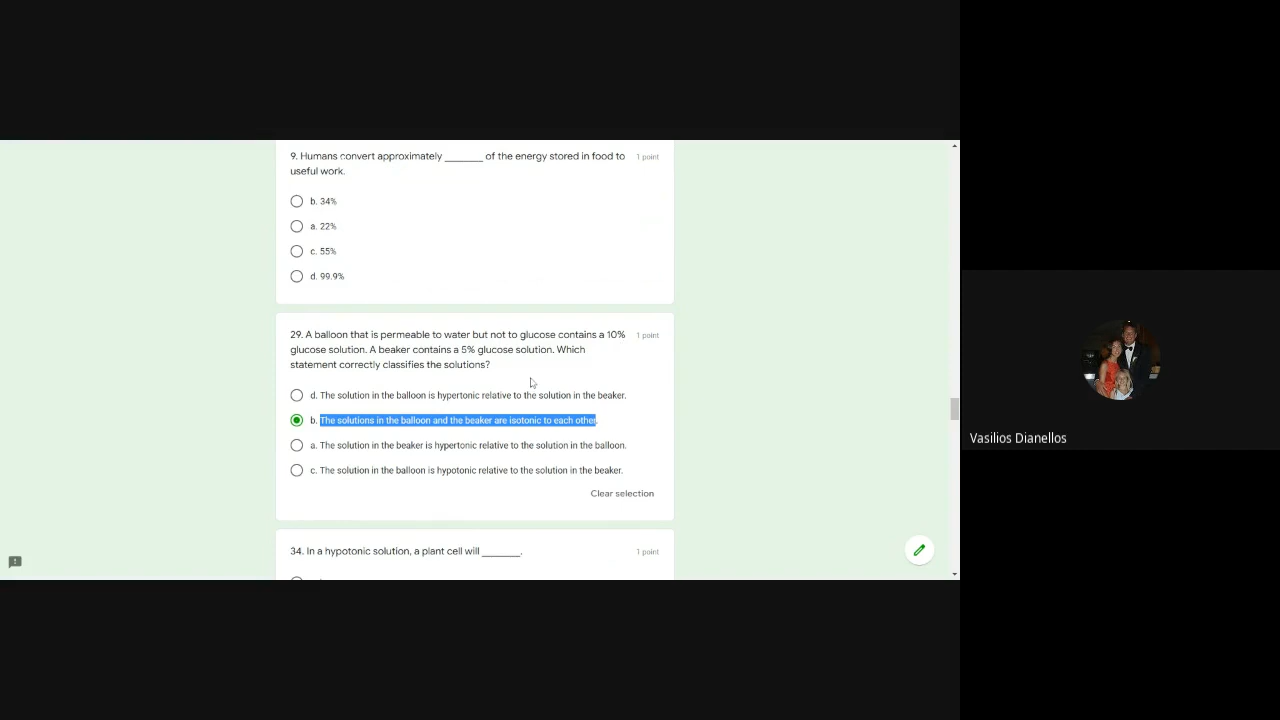 9. Humans convert approximately _______ of the energy stored in food to
useful work.
1 point
b. 34%
a. 22%
c. 55%
d. 99.9%
29. A balloon that is permeable to water but not to glucose contains a 10%
glucose solution. A beaker contains a 5% glucose solution. Which
statement correctly classifies the solutions?
1 point
d. The solution in the balloon is hypertonic relative to the solution in the beaker.
b. The solutions in the balloon and the beaker are isotonic to each other.
a. The solution in the beaker is hypertonic relative to the solution in the balloon.
c. The solution in the balloon is hypotonic relative to the solution in the beaker.
Clear selection
34. In a hypotonic solution, a plant cell will _______.
1 point
Vasilios Dianellos